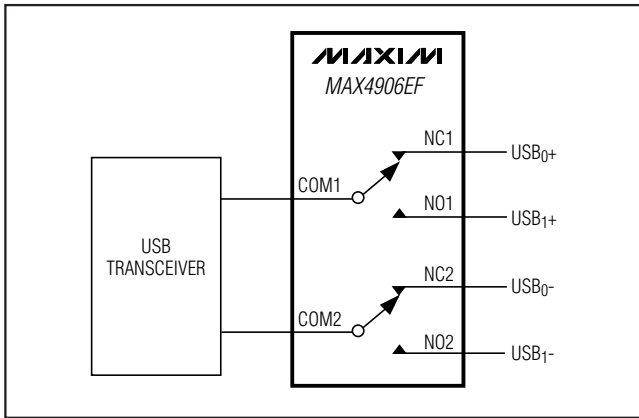 MAXIM
MAX4906EF
NC1
USB0+
COM1
NO1
USB1+
USB
TRANSCEIVER
NC2
USB0-
COM2
NO2
USB1-